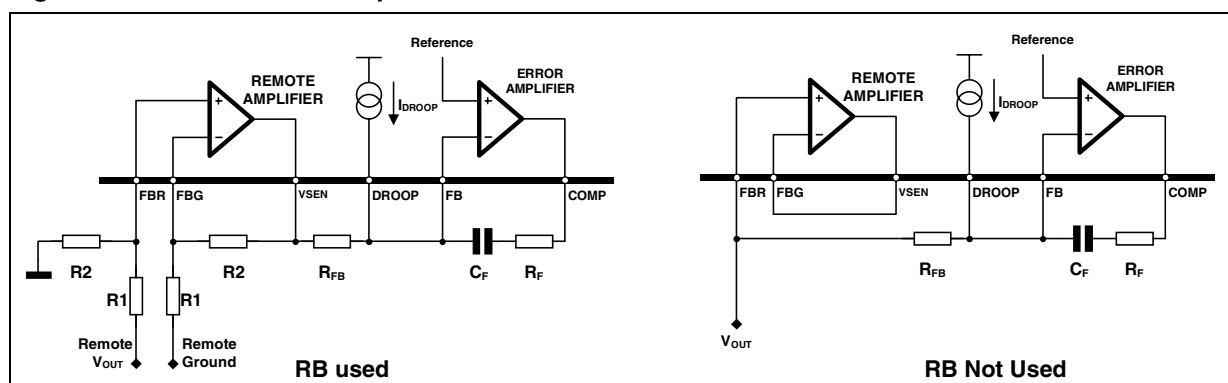 Reference
REMOTE
AMPLIFIER
IDROOP
ERROR
AMPLIFIER
+
−
+
−
FBR
FBG
VSEN
DROOP
FB
COMP
R2
R2
RFB
CF
RF
R1
R1
Remote
VOUT
Remote
Ground
RB used
Reference
REMOTE
AMPLIFIER
IDROOP
ERROR
AMPLIFIER
+
−
+
−
FBR
FBG
VSEN
DROOP
FB
COMP
RFB
CF
RF
VOUT
RB Not Used